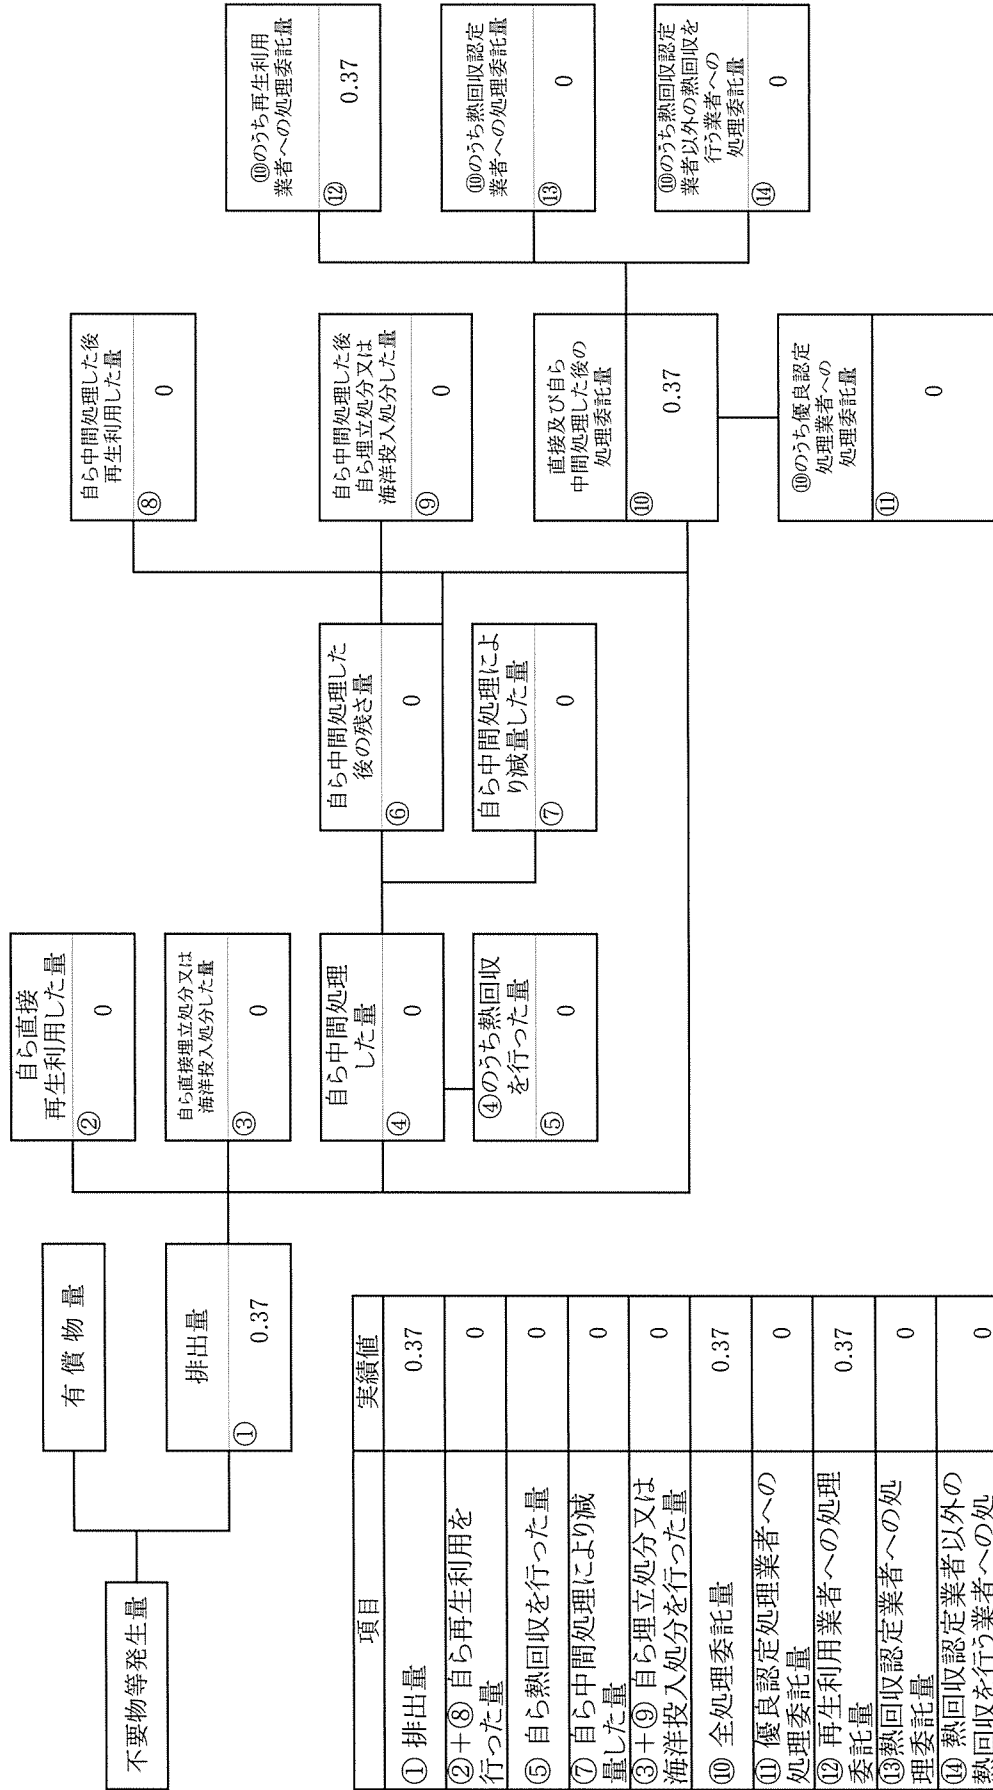 不要物等発生量
有償物量
排出量
①
0.37
自ら直接
再生利用した量
②
0
自ら直接埋立処分又は
海洋投入処分した量
③
0
自ら中間処理
した量
④
0
④のうち熱回収
を行った量
⑤
0
自ら中間処理した
後の残さ量
⑥
0
自ら中間処理によ
り減量した量
⑦
0
自ら中間処理した後
再生利用した量
⑧
0
自ら中間処理した後
自ら埋立処分又は
海洋投入処分した量
⑨
0
直接及び自ら
中間処理した後の
処理委託量
⑩
0.37
⑩のうち優良認定
処理業者への
処理委託量
⑪
0
⑩のうち再生利用
業者への処理委託量
⑫
0.37
⑩のうち熱回収認定
業者への処理委託量
⑬
0
⑩のうち熱回収認定
業者以外の熱回収を
行う業者への
処理委託量
⑭
0
項目 実績値
① 排出量 0.37
②+⑧ 自ら再生利用を
行った量 0
⑤ 自ら熱回収を行った量 0
⑦ 自ら中間処理により減
量した量 0
③+⑨ 自ら埋立処分又は
海洋投入処分を行った量 0
⑩ 全処理委託量 0.37
⑪ 優良認定処理業者への
処理委託量 0
⑫ 再生利用業者への処理
委託量 0.37
⑬熱回収認定業者への処
理委託量 0
⑭ 熱回収認定業者以外の
熱回収を行う業者への処 0